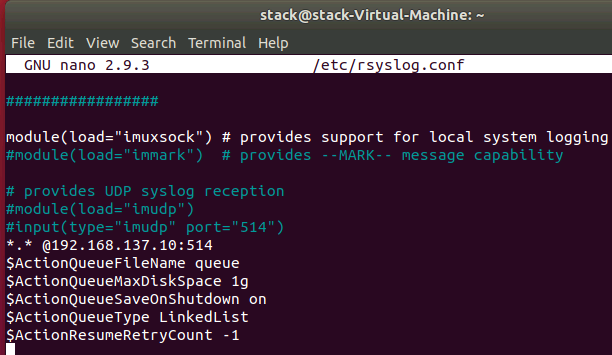 stack@stack-Virtual-Machine: ~
File Edit View Search Terminal Help
GNU nano 2.9.3 /etc/rsyslog.conf
#################
module(load="imuxsock") # provides support for local system logging
#module(load="immark")  # provides --MARK-- message capability
# provides UDP syslog reception
#module(load="imudp")
#input(type="imudp" port="514")
*.* @192.168.137.10:514
$ActionQueueFileName queue
$ActionQueueMaxDiskSpace 1g
$ActionQueueSaveOnShutdown on
$ActionQueueType LinkedList
$ActionResumeRetryCount -1